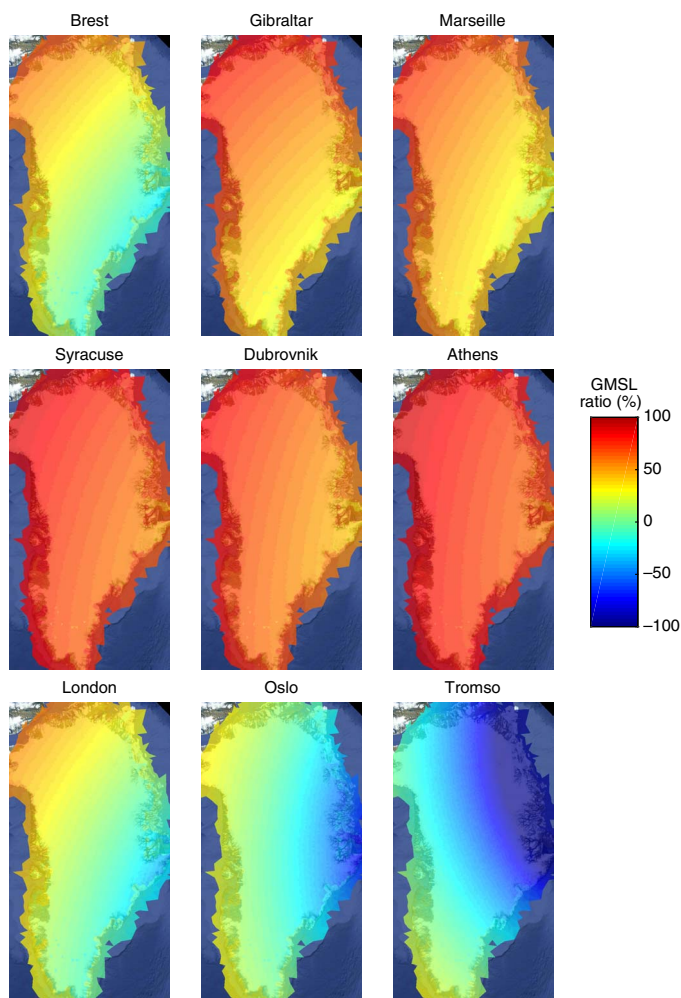 Brest
Gibraltar
Marseille
Syracuse
Dubrovnik
Athens
GMSL
ratio (%)
100
50
0
−50
−100
London
Oslo
Tromso